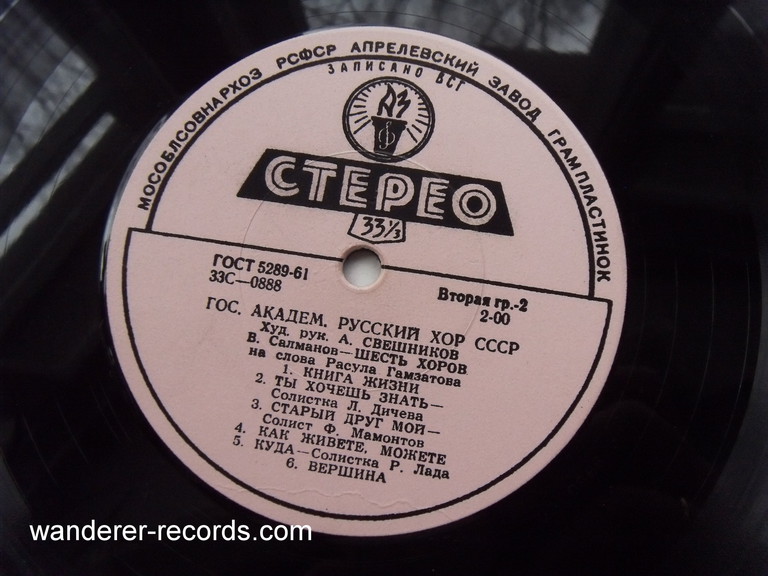 МОСОБЛСОВНАРХОЗ РСФСР АПРЕЛЕВСКИЙ ЗАВОД ГРАМПЛАСТИНОК
ЗАПИСАНО ВСГ
АЗ
СТЕРЕО
33⅓
ГОСТ 5289-61
33С—0888
Вторая гр.-2
2-00
ГОС. АКАДЕМ. РУССКИЙ ХОР СССР
Худ. рук. А. СВЕШНИКОВ
В. Салманов—ШЕСТЬ ХОРОВ
на слова Расула Гамзатова
1. КНИГА ЖИЗНИ
2. ТЫ ХОЧЕШЬ ЗНАТЬ—
Солистка Л. Дичева
3. СТАРЫЙ ДРУГ МОЙ—
Солист Ф. Мамонтов
4. КАК ЖИВЕТЕ, МОЖЕТЕ
5. КУДА—Солистка Р. Лада
6. ВЕРШИНА
wanderer-records.com